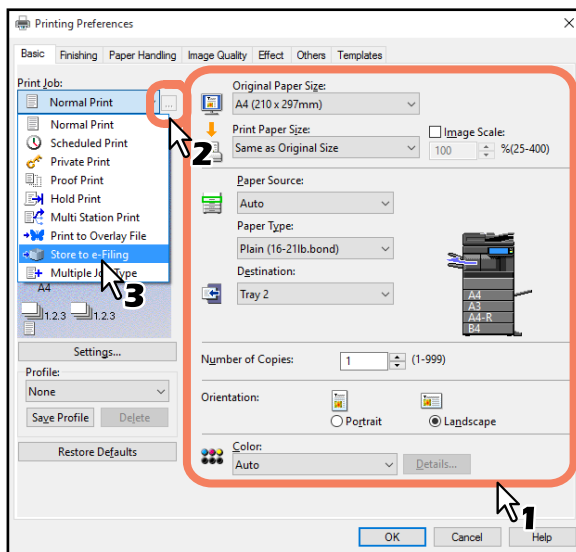 Printing Preferences
Basic Finishing Paper Handling Image Quality Effect Others Templates
Print Job:
Normal Print ...
Normal Print
Scheduled Print
Private Print
Proof Print
Hold Print
Multi Station Print
Print to Overlay File
Store to e-Filing
Multiple Job Type
2
3
A4
1.2.3 1.2.3
Settings...
Profile:
None
Save Profile Delete
Restore Defaults
Original Paper Size:
A4 (210 x 297mm)
Print Paper Size:
Same as Original Size
Image Scale:
100 %(25-400)
Paper Source:
Auto
Paper Type:
Plain (16-21lb.bond)
Destination:
Tray 2
A4
A3
A4-R
B4
Number of Copies: 1 (1-999)
Orientation:
Portrait Landscape
Color:
Auto Details...
1
OK Cancel Help